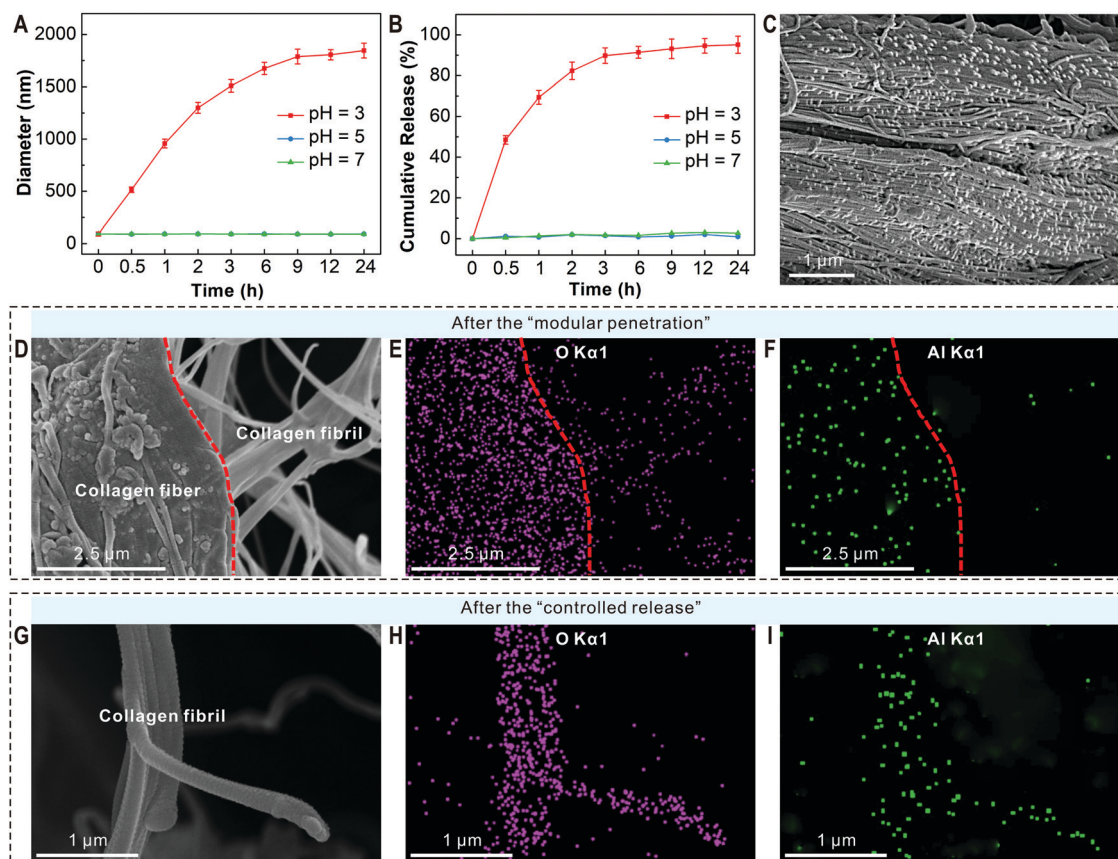 A
Diameter (nm)
2000
1500
1000
500
0
pH = 3
pH = 5
pH = 7
0 0.5 1 2 3 6 9 12 24
Time (h)
B
Cumulative Release (%)
100
80
60
40
20
0
pH = 3
pH = 5
pH = 7
0 0.5 1 2 3 6 9 12 24
Time (h)
C
1 µm
After the “modular penetration”
D
Collagen fibril
Collagen fiber
2.5 µm
E
O Kα1
2.5 µm
F
Al Kα1
2.5 µm
After the “controlled release”
G
Collagen fibril
1 µm
H
O Kα1
1 µm
I
Al Kα1
1 µm